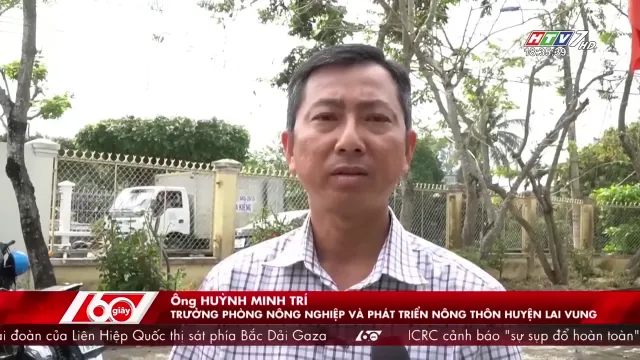 HTV7 HD
60 giây
Ông HUỲNH MINH TRÍ
TRƯỞNG PHÒNG NÔNG NGHIỆP VÀ PHÁT TRIỂN NÔNG THÔN HUYỆN LAI VUNG
ại đoàn của Liên Hiệp Quốc thi sát phía Bắc Dải Gaza
ICRC cảnh báo "sự sụp đổ hoàn toàn"